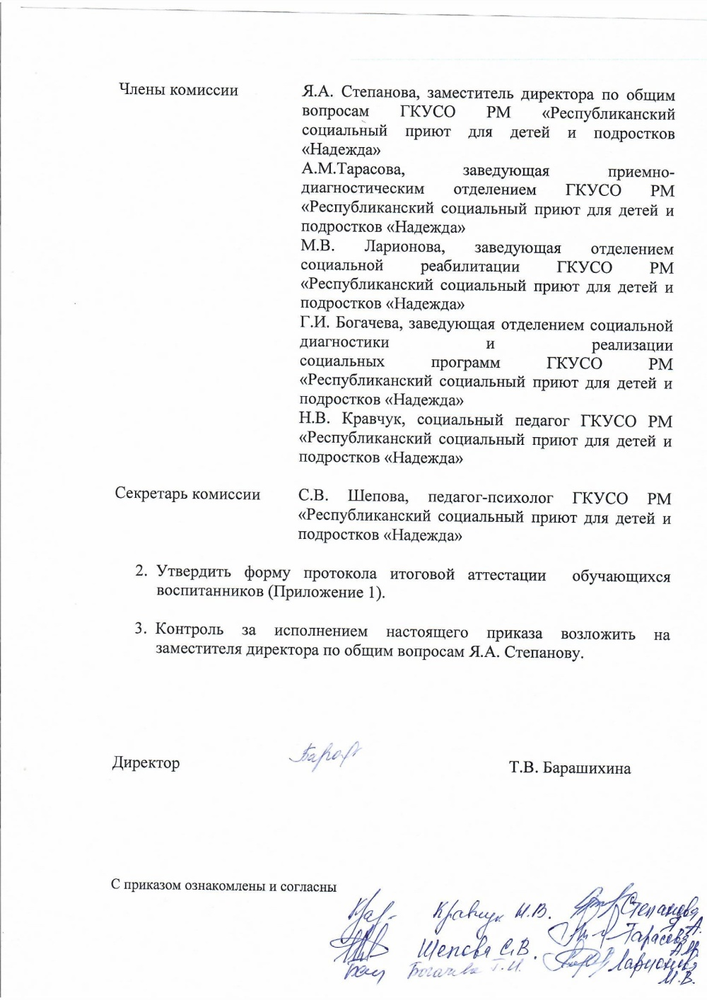 Члены комиссии
Я.А. Степанова, заместитель директора по общим
вопросам ГКУСО РМ «Республиканский
социальный приют для детей и подростков
«Надежда»
А.М.Тарасова, заведующая приемно-
диагностическим отделением ГКУСО РМ
«Республиканский социальный приют для детей и
подростков «Надежда»
М.В. Ларионова, заведующая отделением
социальной реабилитации ГКУСО РМ
«Республиканский социальный приют для детей и
подростков «Надежда»
Г.И. Богачева, заведующая отделением социальной
диагностики и реализации
социальных программ ГКУСО РМ
«Республиканский социальный приют для детей и
подростков «Надежда»
Н.В. Кравчук, социальный педагог ГКУСО РМ
«Республиканский социальный приют для детей и
подростков «Надежда»
Секретарь комиссии
С.В. Шепова, педагог-психолог ГКУСО РМ
«Республиканский социальный приют для детей и
подростков «Надежда»
2. Утвердить форму протокола итоговой аттестации обучающихся
воспитанников (Приложение 1).
3. Контроль за исполнением настоящего приказа возложить на
заместителя директора по общим вопросам Я.А. Степанову.
Директор
Т.В. Барашихина
С приказом ознакомлены и согласны
Кравчук Н.В.
Степанова
Я.А.
Шепова С.В.
Тарасова
А.М.
Богачева Г.И.
Ларионова
М.В.